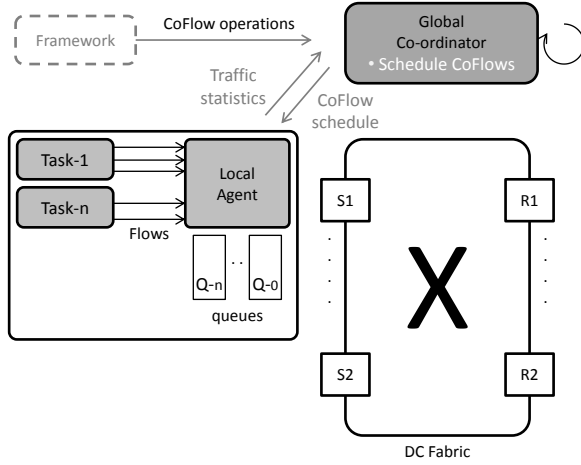 Framework
CoFlow operations
Global
Co-ordinator
• Schedule CoFlows
Traffic
statistics
CoFlow
schedule
Task-1
Task-n
Flows
Local
Agent
Q-n
. .
Q-0
queues
S1
R1
X
S2
R2
DC Fabric